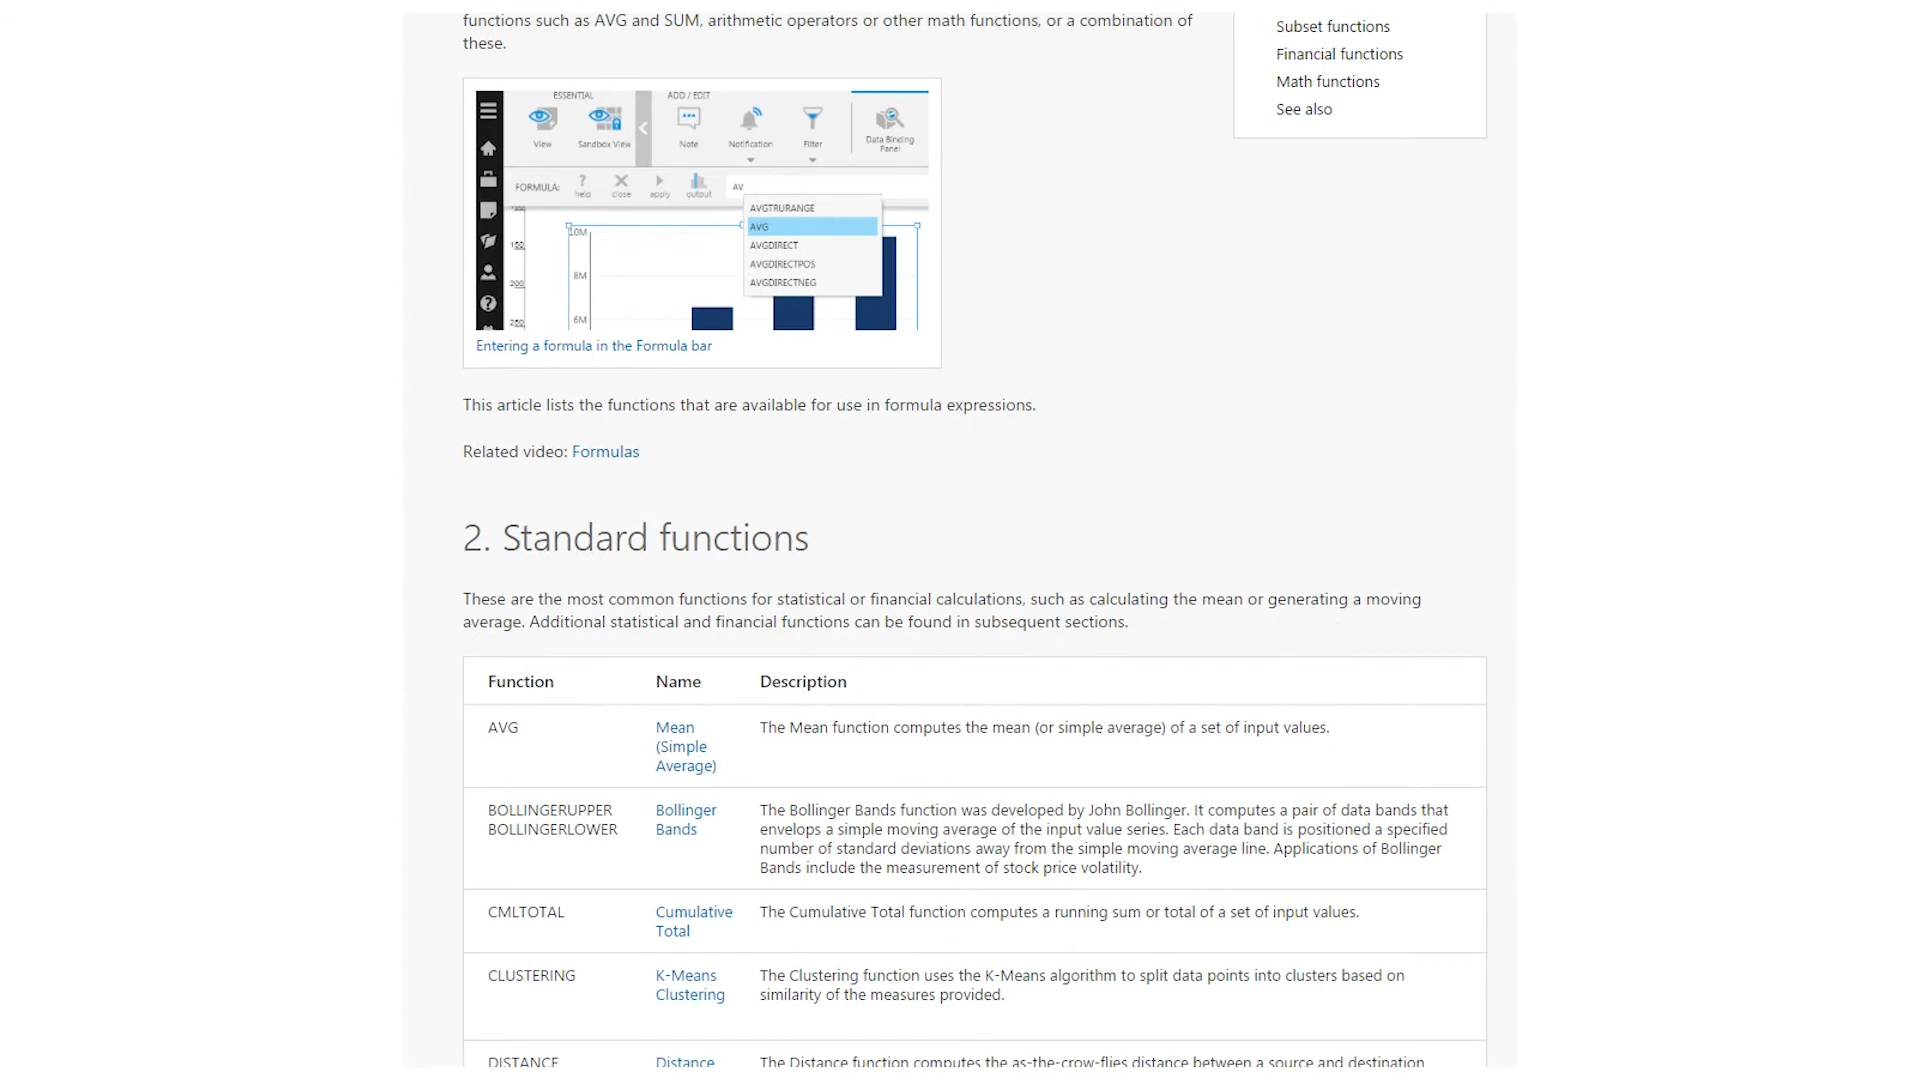 functions such as AVG and SUM, arithmetic operators or other math functions, or a combination of
these.
Subset functions
Financial functions
Math functions
See also
ESSENTIAL
ADD / EDIT
View
Sandbox View
Note
Notification
Filter
Data Binding
Panel
FORMULA:
help
close
apply
output
AV
AVGTRURANGE
AVG
AVGDIRECT
AVGDIRECTPOS
AVGDIRECTNEG
10M
8M
6M
150
200
250
Entering a formula in the Formula bar
This article lists the functions that are available for use in formula expressions.
Related video: Formulas
2. Standard functions
These are the most common functions for statistical or financial calculations, such as calculating the mean or generating a moving
average. Additional statistical and financial functions can be found in subsequent sections.
Function Name Description
AVG Mean The Mean function computes the mean (or simple average) of a set of input values.
(Simple
Average)
BOLLINGERUPPER Bollinger The Bollinger Bands function was developed by John Bollinger. It computes a pair of data bands that
BOLLINGERLOWER Bands envelops a simple moving average of the input value series. Each data band is positioned a specified
number of standard deviations away from the simple moving average line. Applications of Bollinger
Bands include the measurement of stock price volatility.
CMLTOTAL Cumulative The Cumulative Total function computes a running sum or total of a set of input values.
Total
CLUSTERING K-Means The Clustering function uses the K-Means algorithm to split data points into clusters based on
Clustering similarity of the measures provided.
DISTANCE Distance The Distance function computes the as-the-crow-flies distance between a source and destination